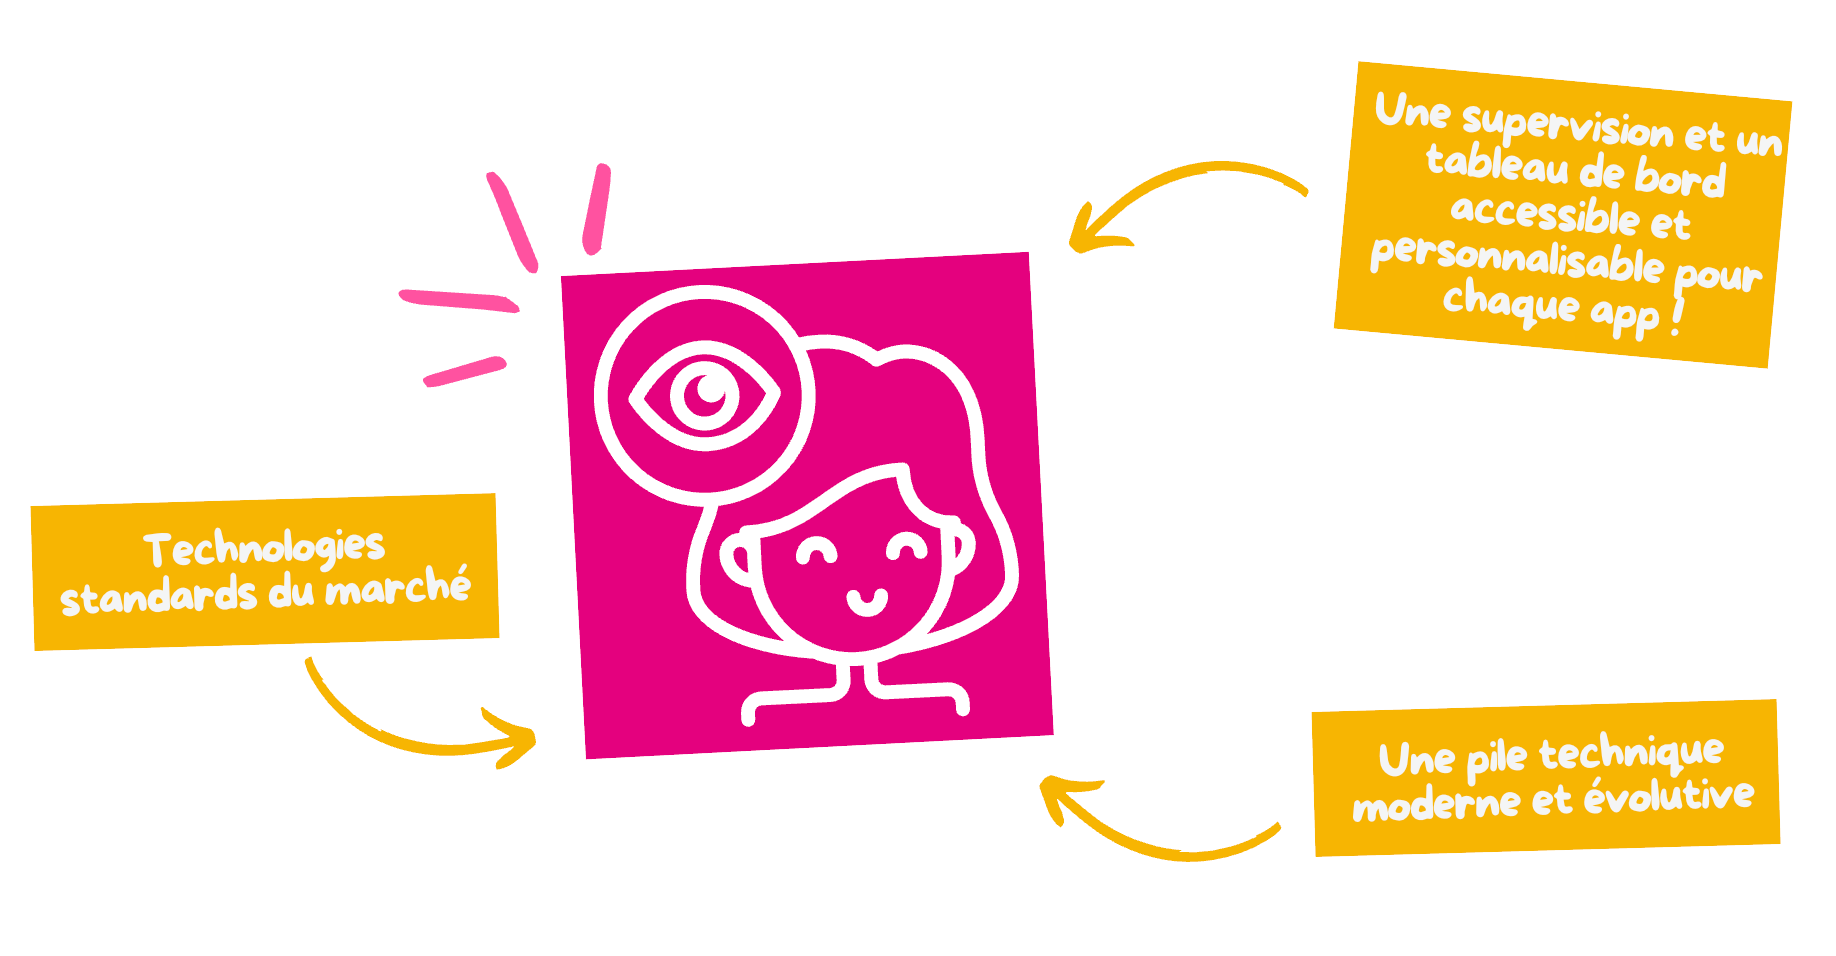 Une supervision et un
tableau de bord
accessible et
personnalisable pour
chaque app !
Technologies
standards du marché
Une pile technique
moderne et évolutive